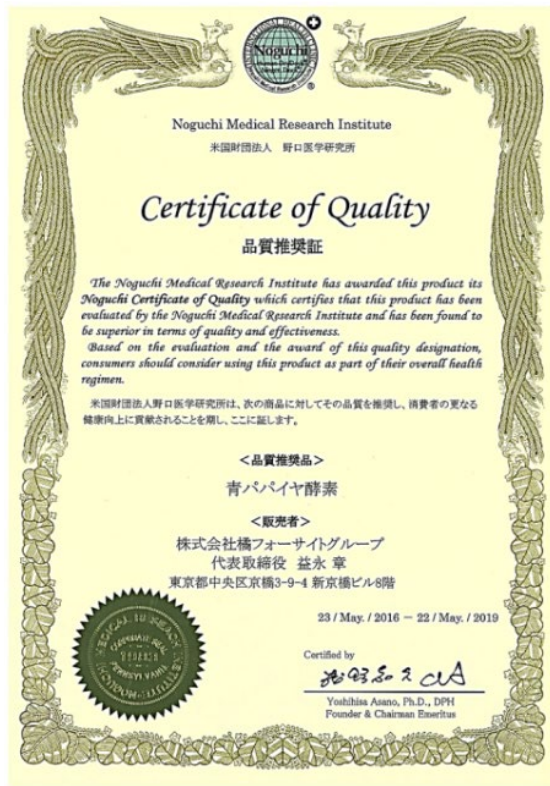 Noguchi
Noguchi Medical Research Institute
米国財団法人 野口医学研究所
Certificate of Quality
品質推奨証
The Noguchi Medical Research Institute has awarded this product its
Noguchi Certificate of Quality which certifies that this product has been
evaluated by the Noguchi Medical Research Institute and has been found to
be superior in terms of quality and effectiveness.
Based on the evaluation and the award of this quality designation,
consumers should consider using this product as part of their overall health
regimen.
米国財団法人野口医学研究所は、次の商品に対してその品質を推奨し、消費者の更なる
健康向上に貢献されることを期し、ここに証します。
<品質推奨品>
青パパイヤ酵素
<販売者>
株式会社橘フォーサイトグループ
代表取締役 益永 章
東京都中央区京橋3-9-4 新京橋ビル8階
23 / May. / 2016 － 22 / May. / 2019
Certified by
Yoshihisa Asano, Ph.D., DPH
Founder & Chairman Emeritus
CORPORATE SEAL